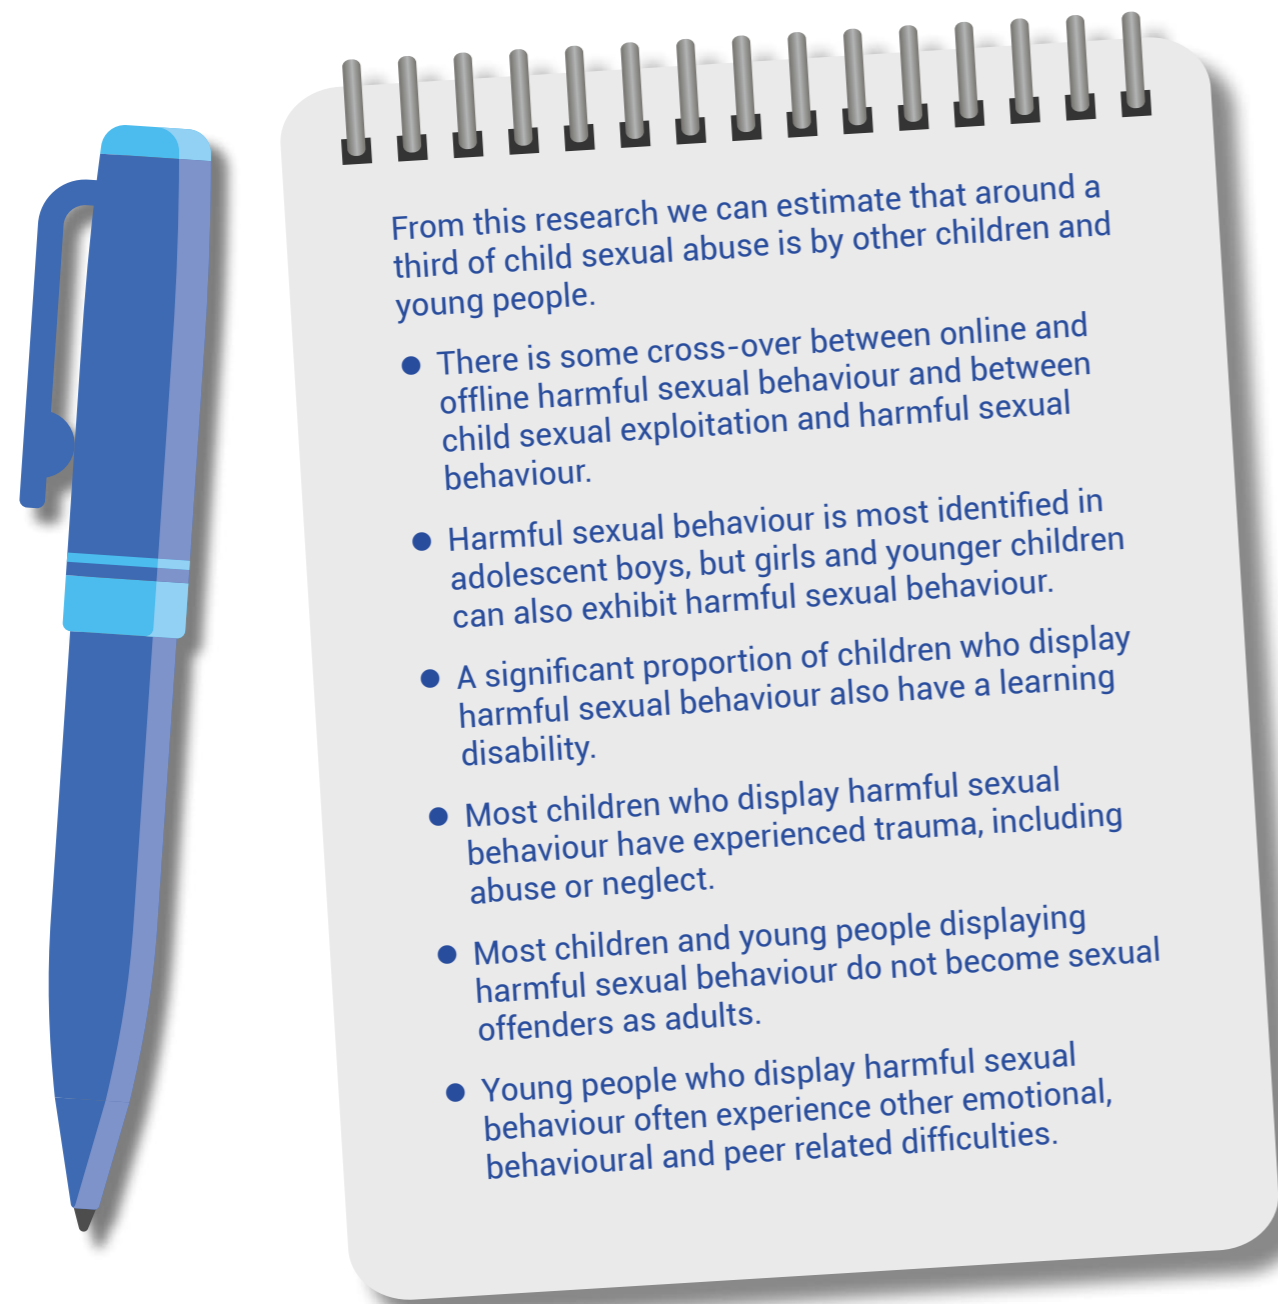 From this research we can estimate that around a
third of child sexual abuse is by other children and
young people.
● There is some cross-over between online and
offline harmful sexual behaviour and between
child sexual exploitation and harmful sexual
behaviour.
● Harmful sexual behaviour is most identified in
adolescent boys, but girls and younger children
can also exhibit harmful sexual behaviour.
● A significant proportion of children who display
harmful sexual behaviour also have a learning
disability.
● Most children who display harmful sexual
behaviour have experienced trauma, including
abuse or neglect.
● Most children and young people displaying
harmful sexual behaviour do not become sexual
offenders as adults.
● Young people who display harmful sexual
behaviour often experience other emotional,
behavioural and peer related difficulties.